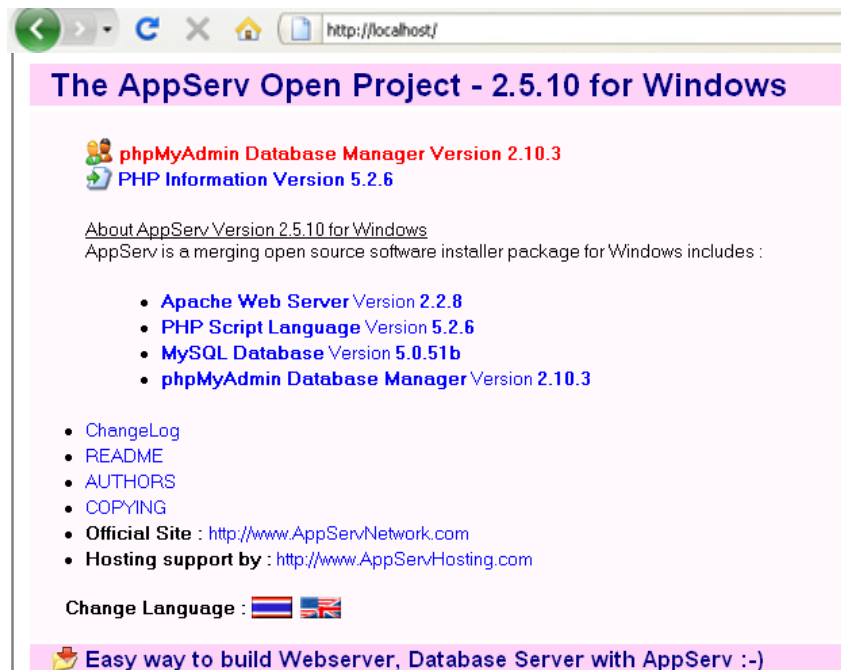 http://localhost/
The AppServ Open Project - 2.5.10 for Windows
phpMyAdmin Database Manager Version 2.10.3
PHP Information Version 5.2.6
About AppServ Version 2.5.10 for Windows
AppServ is a merging open source software installer package for Windows includes :
Apache Web Server Version 2.2.8
PHP Script Language Version 5.2.6
MySQL Database Version 5.0.51b
phpMyAdmin Database Manager Version 2.10.3
ChangeLog
README
AUTHORS
COPYING
Official Site : http://www.AppServNetwork.com
Hosting support by : http://www.AppServHosting.com
Change Language :
Easy way to build Webserver, Database Server with AppServ :-)